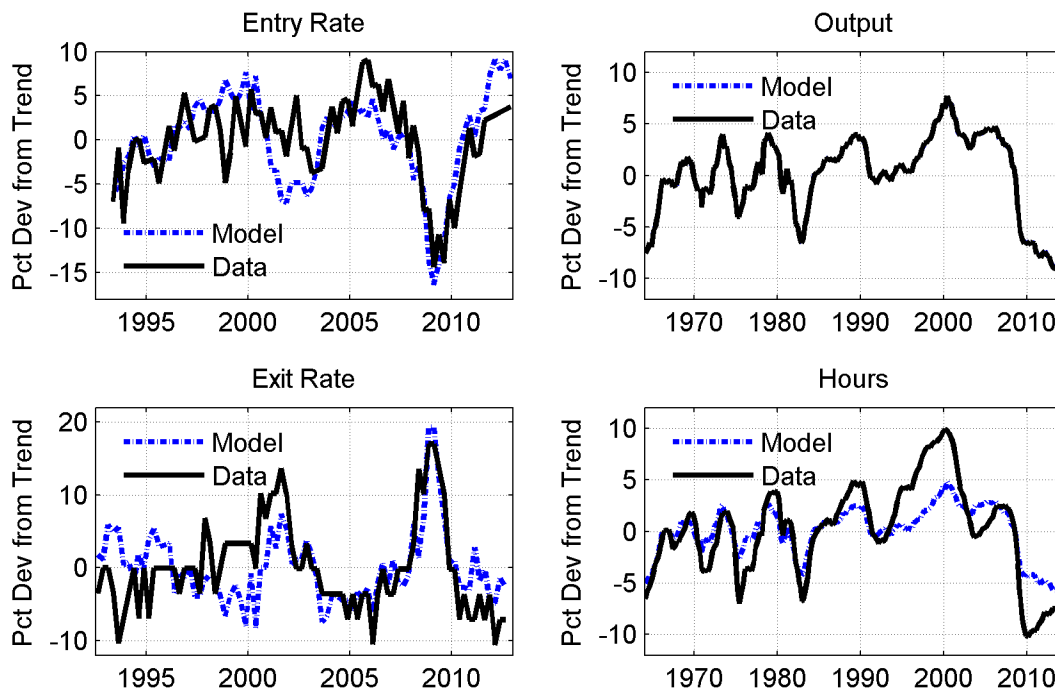 Entry Rate
Pct Dev from Trend
10
5
0
-5
-10
-15
Model
Data
1995 2000 2005 2010
Output
Pct Dev from Trend
10
5
0
-5
-10
Model
Data
1970 1980 1990 2000 2010
Exit Rate
Pct Dev from Trend
20
10
0
-10
Model
Data
1995 2000 2005 2010
Hours
Pct Dev from Trend
10
5
0
-5
-10
Model
Data
1970 1980 1990 2000 2010